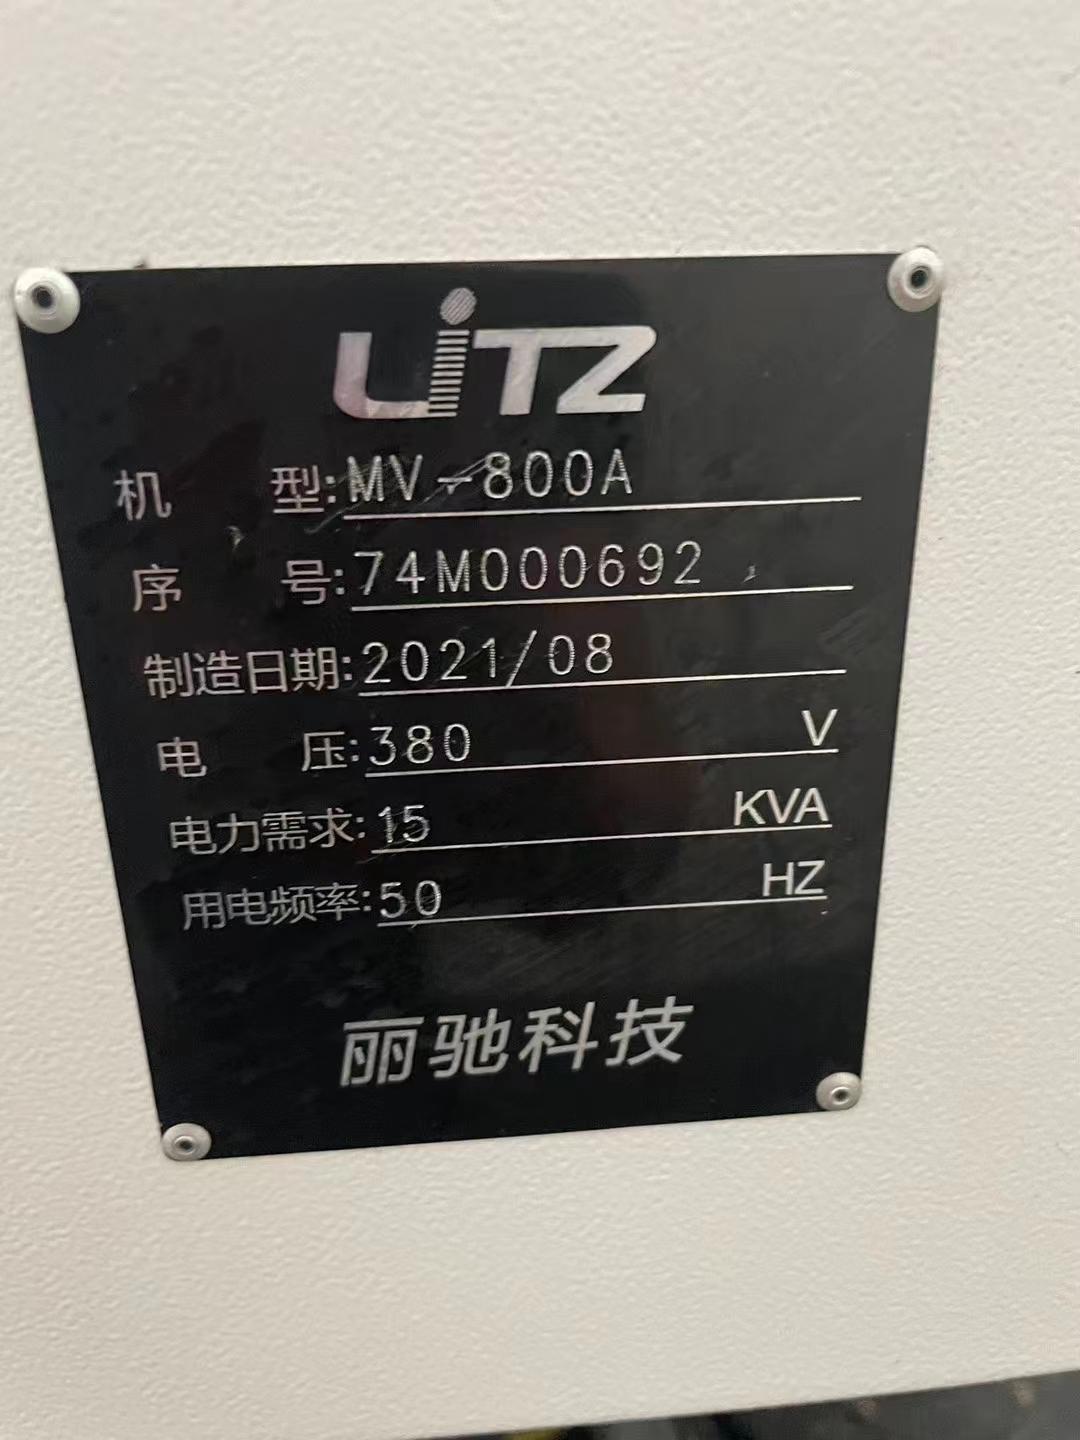 LiTZ
机型:MV-800A
序号:74M000692
制造日期:2021/08
电压:380 V
电力需求:15 KVA
用电频率:50 HZ
丽驰科技